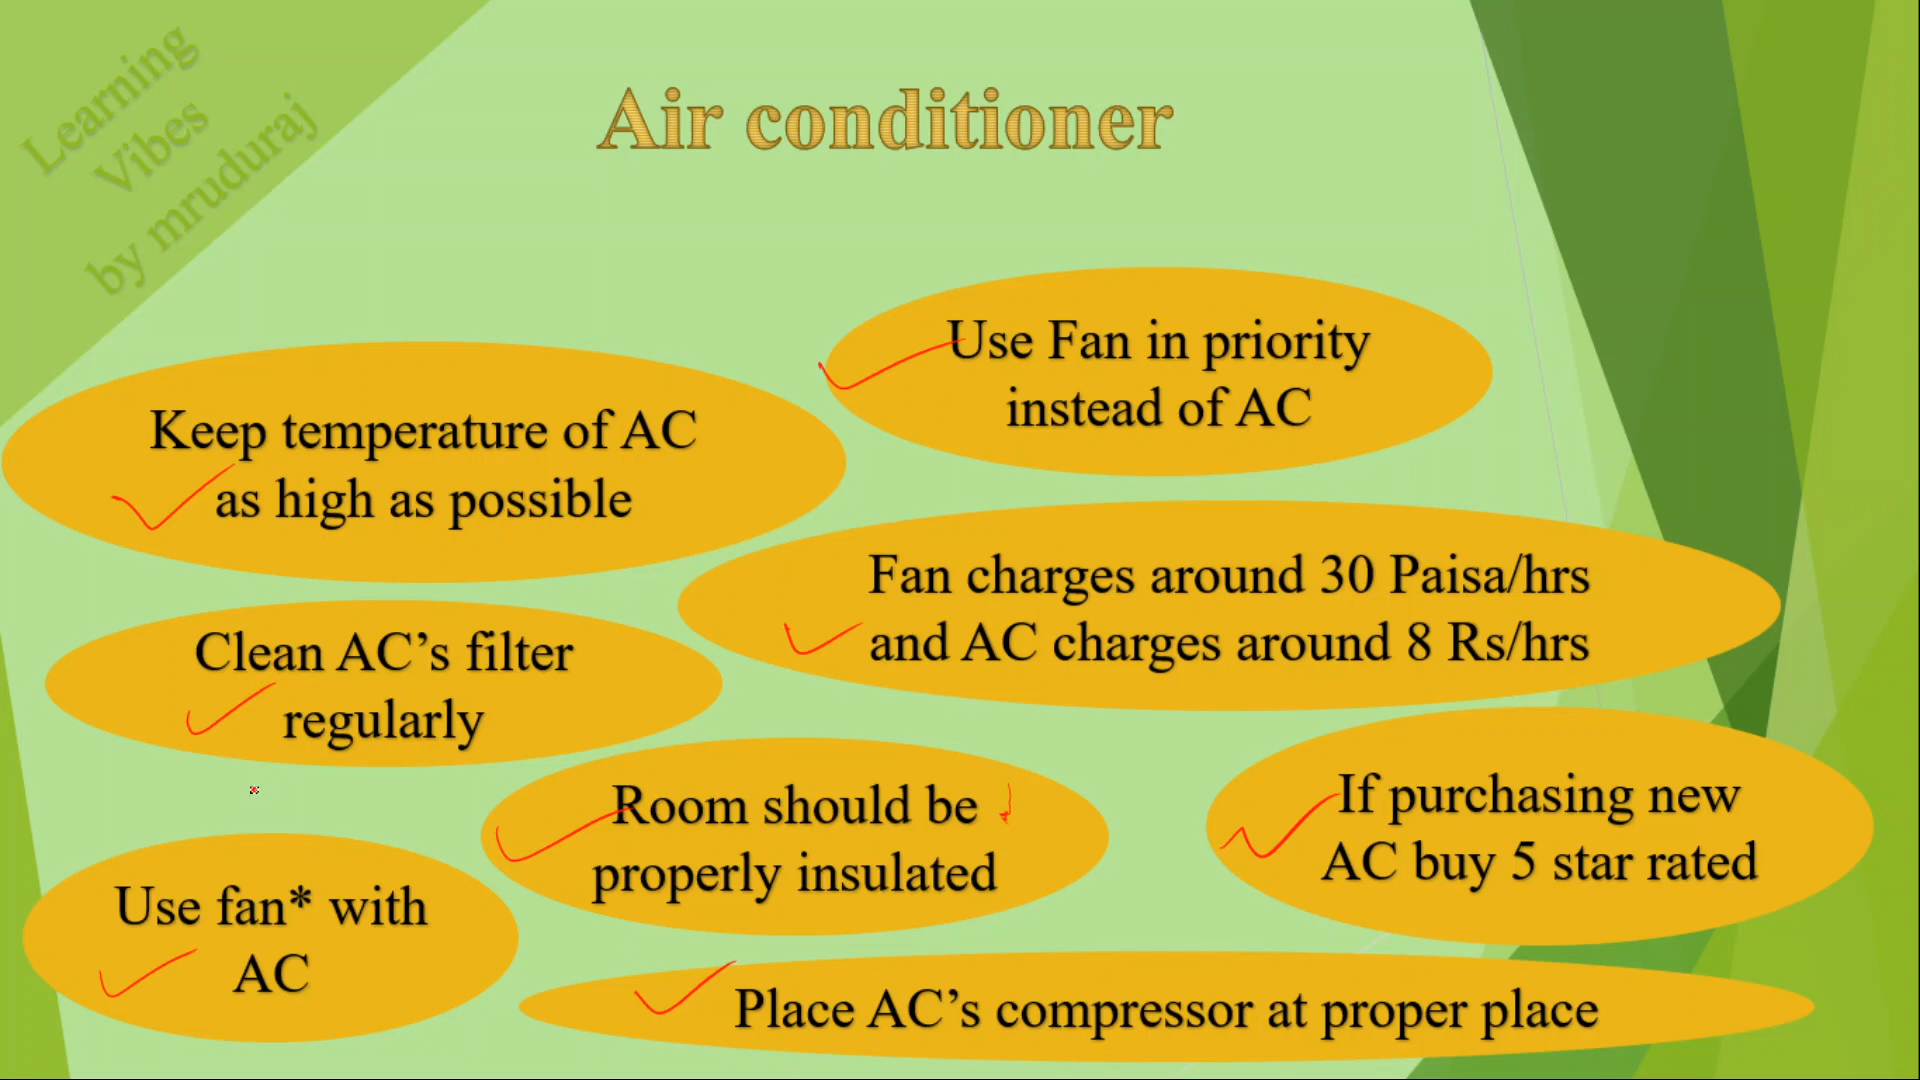 Learning
Vibes
by mruduraj
Air conditioner
Use Fan in priority
instead of AC
Keep temperature of AC
as high as possible
Fan charges around 30 Paisa/hrs
and AC charges around 8 Rs/hrs
Clean AC’s filter
regularly
Room should be
properly insulated
If purchasing new
AC buy 5 star rated
Use fan* with
AC
Place AC’s compressor at proper place